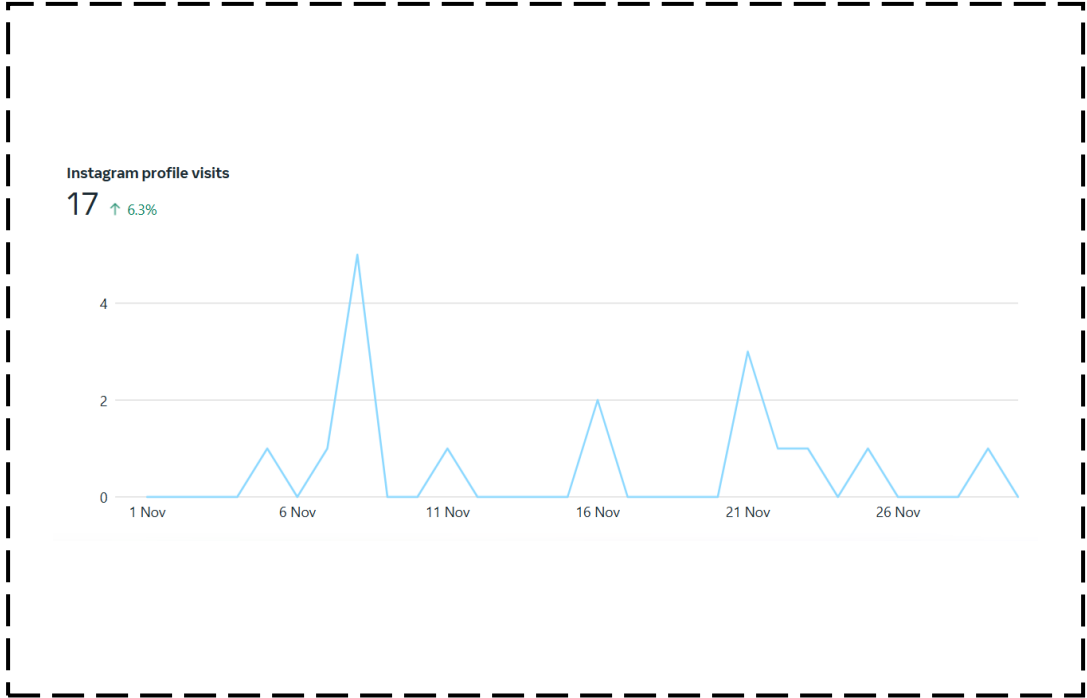 Instagram profile visits
17 ↑ 6.3%
4
2
0
1 Nov 6 Nov 11 Nov 16 Nov 21 Nov 26 Nov